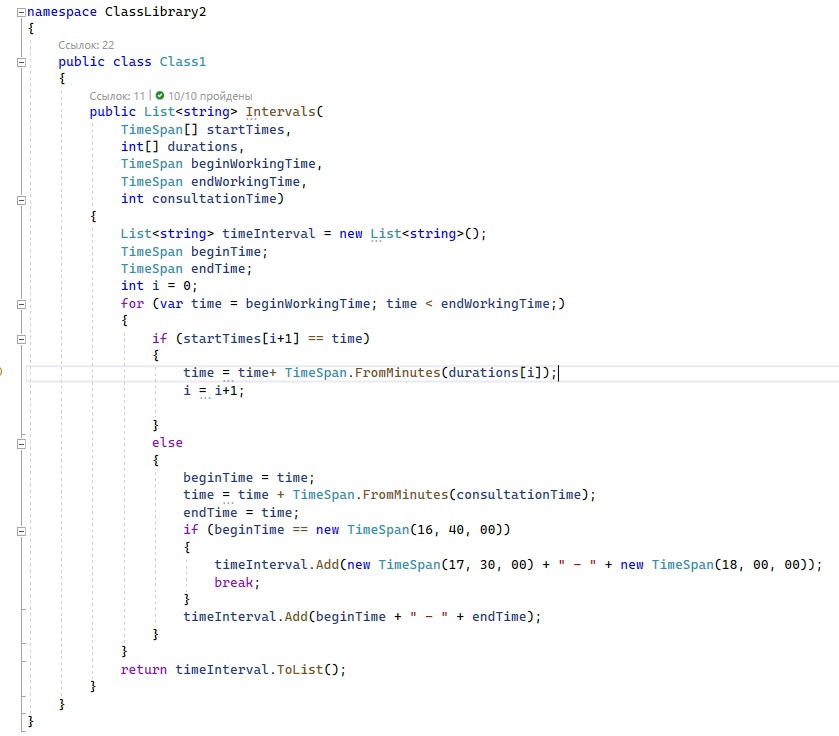 namespace ClassLibrary2
{
Ссылок: 22
public class Class1
{
Ссылок: 11 | 10/10 пройдены
public List<string> Intervals(
TimeSpan[] startTimes,
int[] durations,
TimeSpan beginWorkingTime,
TimeSpan endWorkingTime,
int consultationTime)
{
List<string> timeInterval = new List<string>();
TimeSpan beginTime;
TimeSpan endTime;
int i = 0;
for (var time = beginWorkingTime; time < endWorkingTime;)
{
if (startTimes[i+1] == time)
{
time = time+ TimeSpan.FromMinutes(durations[i]);
i = i+1;
}
else
{
beginTime = time;
time = time + TimeSpan.FromMinutes(consultationTime);
endTime = time;
if (beginTime == new TimeSpan(16, 40, 00))
{
timeInterval.Add(new TimeSpan(17, 30, 00) + " - " + new TimeSpan(18, 00, 00));
break;
}
timeInterval.Add(beginTime + " - " + endTime);
}
}
return timeInterval.ToList();
}
}
}